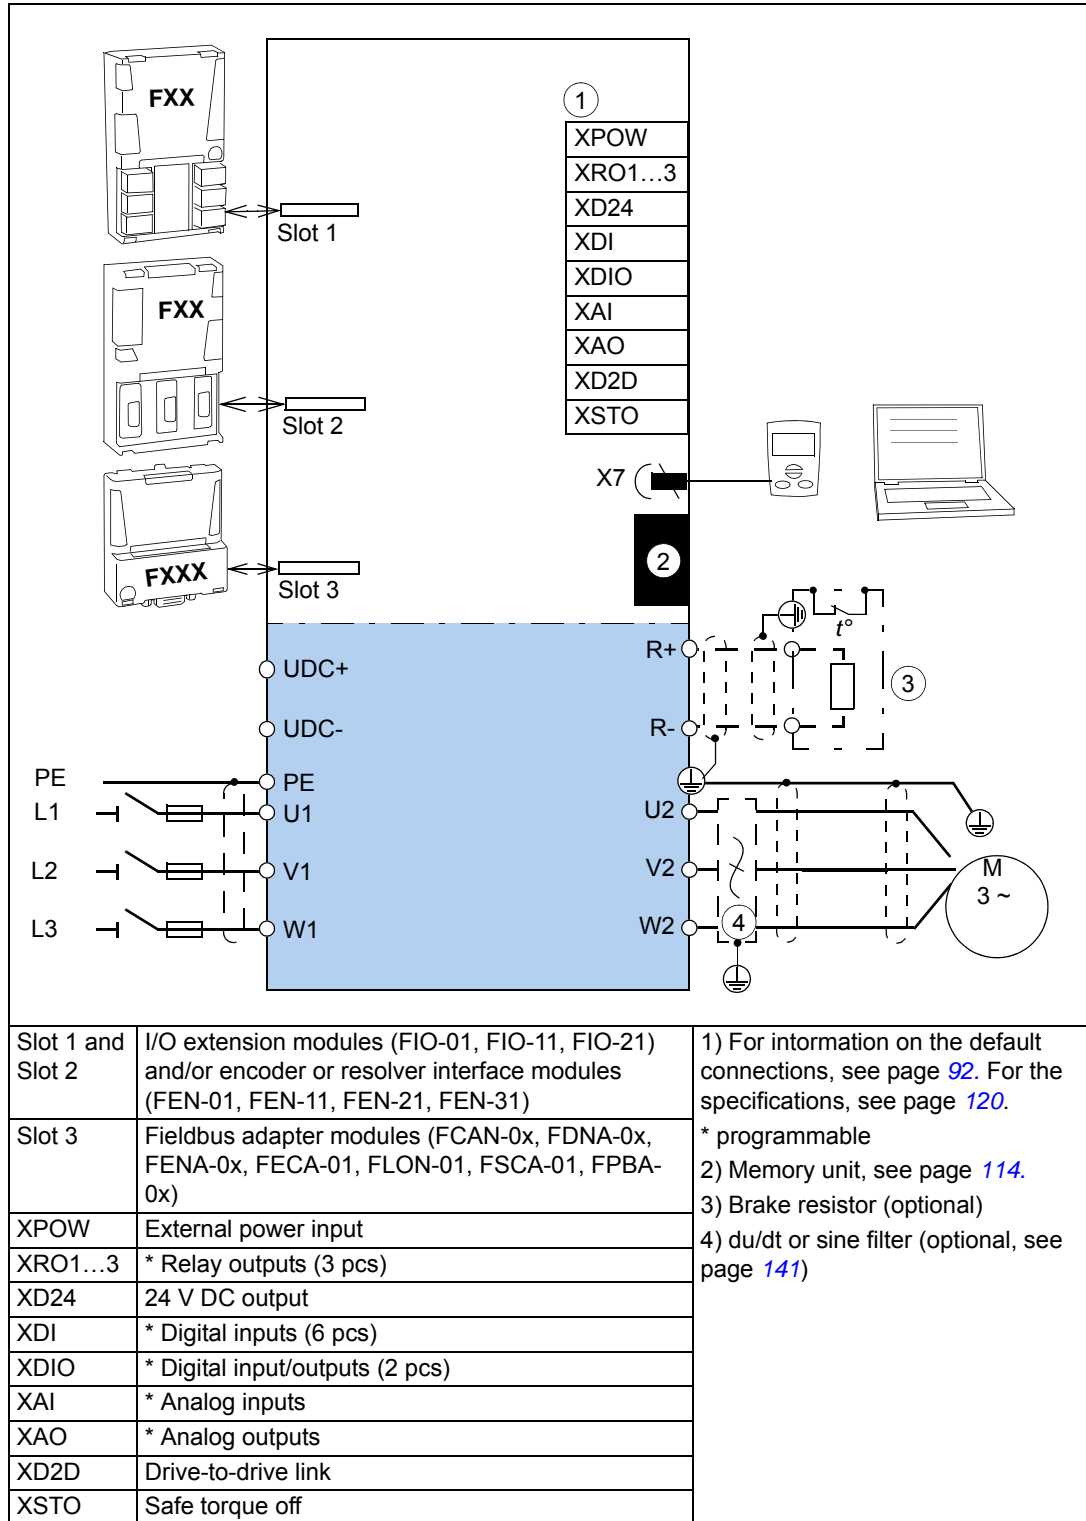 FXX
1
XPOW
XRO1…3
XD24
Slot 1
XDI
XDIO
FXX
XAI
XAO
XD2D
Slot 2
XSTO
X7
2
FXXX
Slot 3
t°
R+
UDC+
3
UDC-
R-
PE
PE
L1
U1
U2
L2
V1
V2
M
3 ~
L3
W1
W2
4
Slot 1 and
Slot 2
I/O extension modules (FIO-01, FIO-11, FIO-21)
and/or encoder or resolver interface modules
(FEN-01, FEN-11, FEN-21, FEN-31)
Slot 3
Fieldbus adapter modules (FCAN-0x, FDNA-0x,
FENA-0x, FECA-01, FLON-01, FSCA-01, FPBA-
0x)
XPOW
External power input
XRO1…3
* Relay outputs (3 pcs)
XD24
24 V DC output
XDI
* Digital inputs (6 pcs)
XDIO
* Digital input/outputs (2 pcs)
XAI
* Analog inputs
XAO
* Analog outputs
XD2D
Drive-to-drive link
XSTO
Safe torque off
1) For intormation on the default
connections, see page 92. For the
specifications, see page 120.
* programmable
2) Memory unit, see page 114.
3) Brake resistor (optional)
4) du/dt or sine filter (optional, see
page 141)